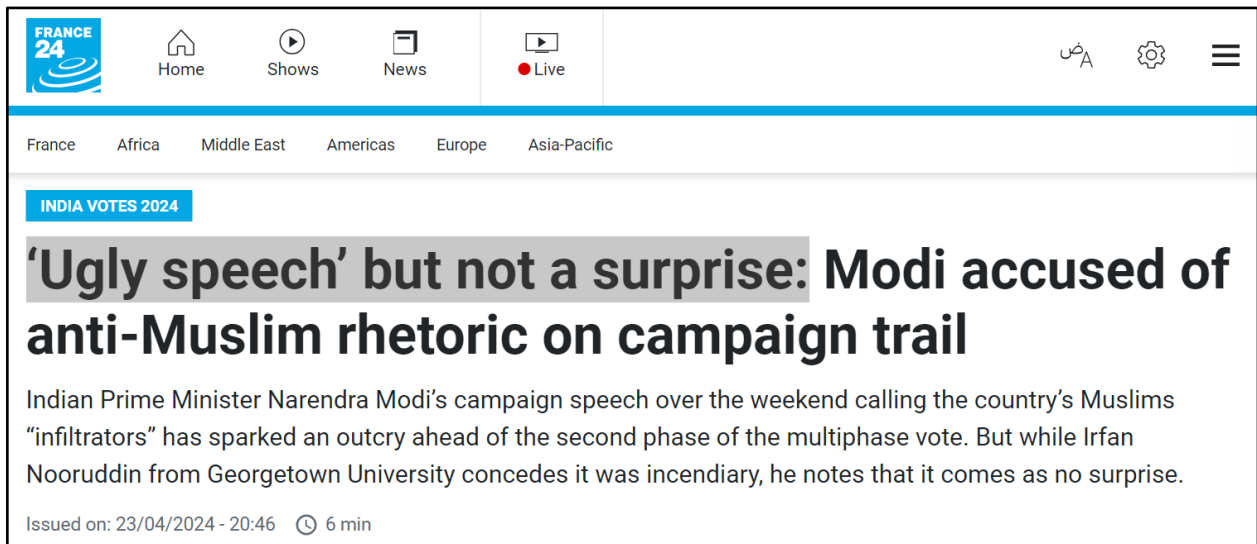 FRANCE
24
Home
Shows
News
Live
ض A
France Africa Middle East Americas Europe Asia-Pacific
INDIA VOTES 2024
‘Ugly speech’ but not a surprise: Modi accused of
anti-Muslim rhetoric on campaign trail
Indian Prime Minister Narendra Modi’s campaign speech over the weekend calling the country’s Muslims
“infiltrators” has sparked an outcry ahead of the second phase of the multiphase vote. But while Irfan
Nooruddin from Georgetown University concedes it was incendiary, he notes that it comes as no surprise.
Issued on: 23/04/2024 - 20:46 6 min